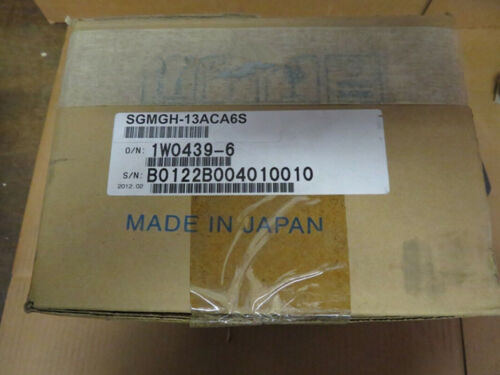 SGMGH-13ACA6S
O/N: 1W0439-6
S/N: B0122B004010010
2012.02
MADE IN JAPAN